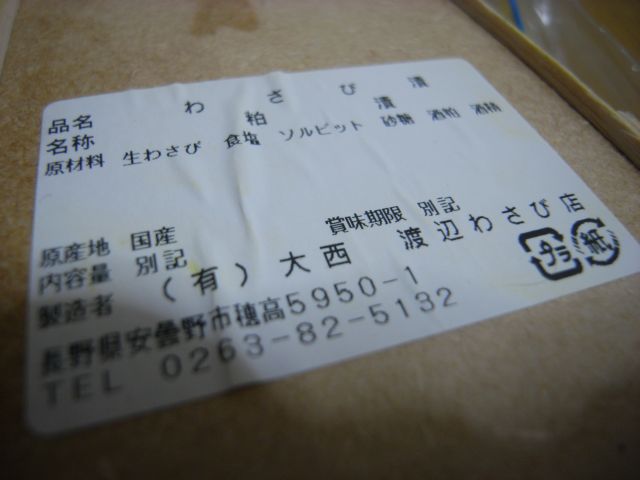 品名 わさび漬
名称 粕漬
原材料 生わさび 食塩 ソルビット 砂糖 酒粕 酒精
原産地 国産 賞味期限 別記
内容量 別記
製造者 (有)大西 渡辺わさび店
長野県安曇野市穂高5950-1
TEL 0263-82-5132
プラ 紙